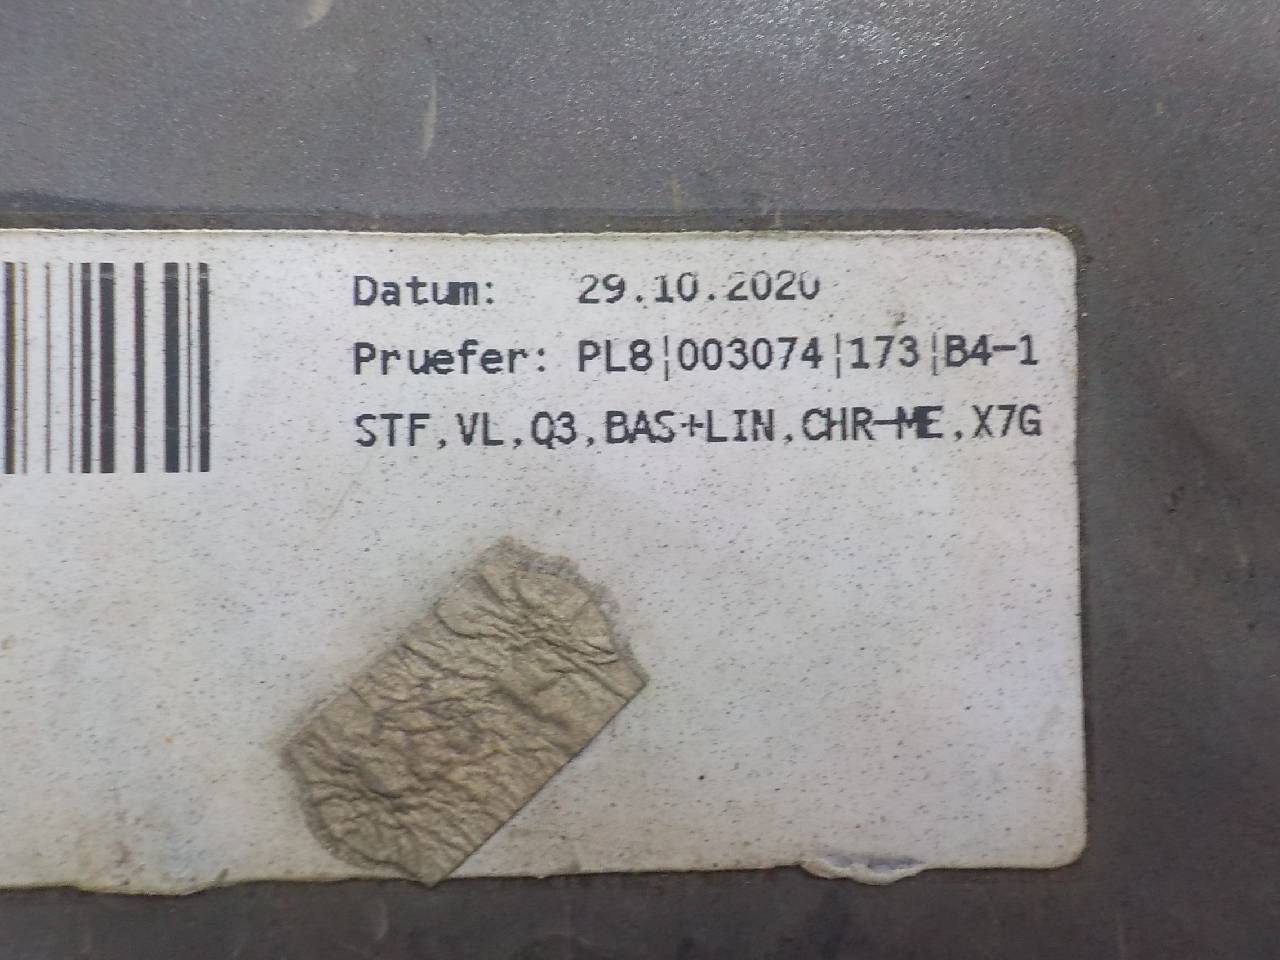 Datum: 29.10.2020
Pruefer: PL8|003074|173|B4-1
STF,VL,Q3,BAS+LIN,CHR-ME,X7G